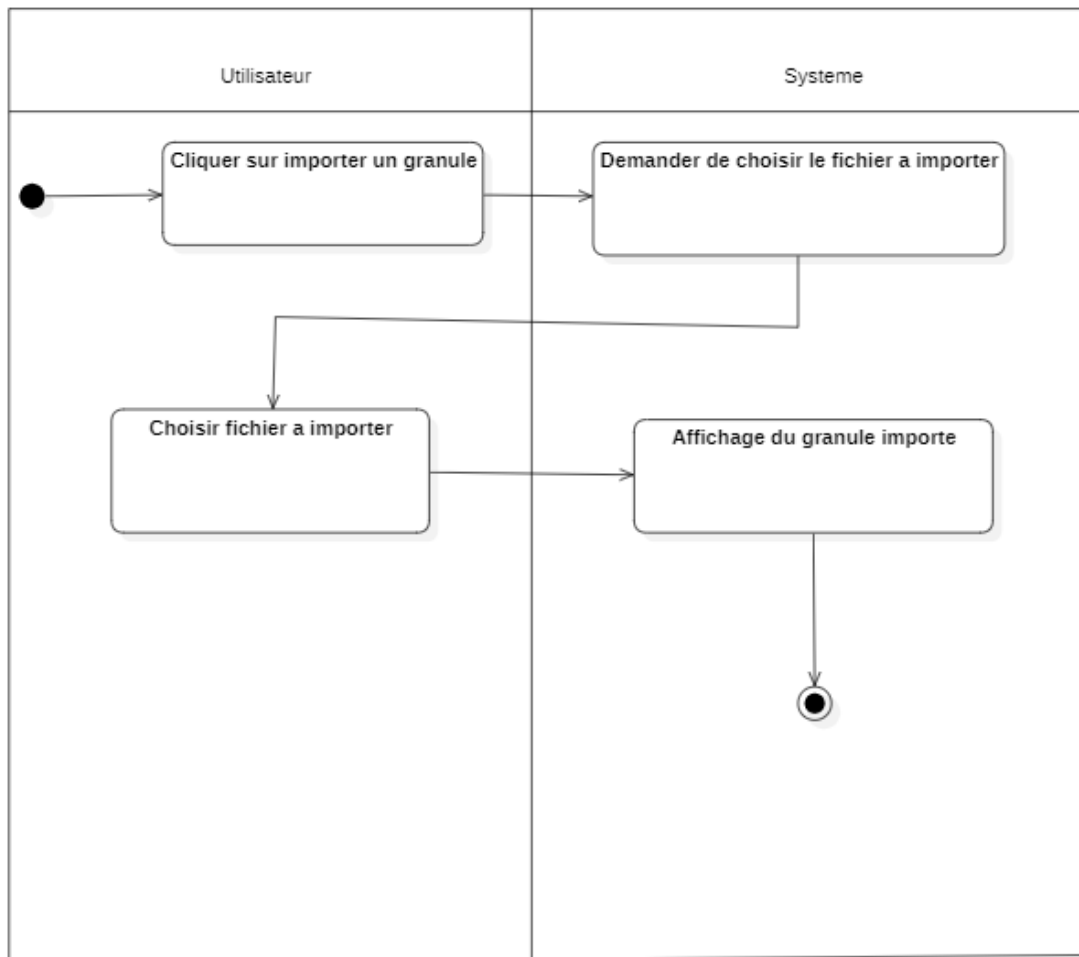 Utilisateur
Systeme
Cliquer sur importer un granule
Demander de choisir le fichier a importer
Choisir fichier a importer
Affichage du granule importe